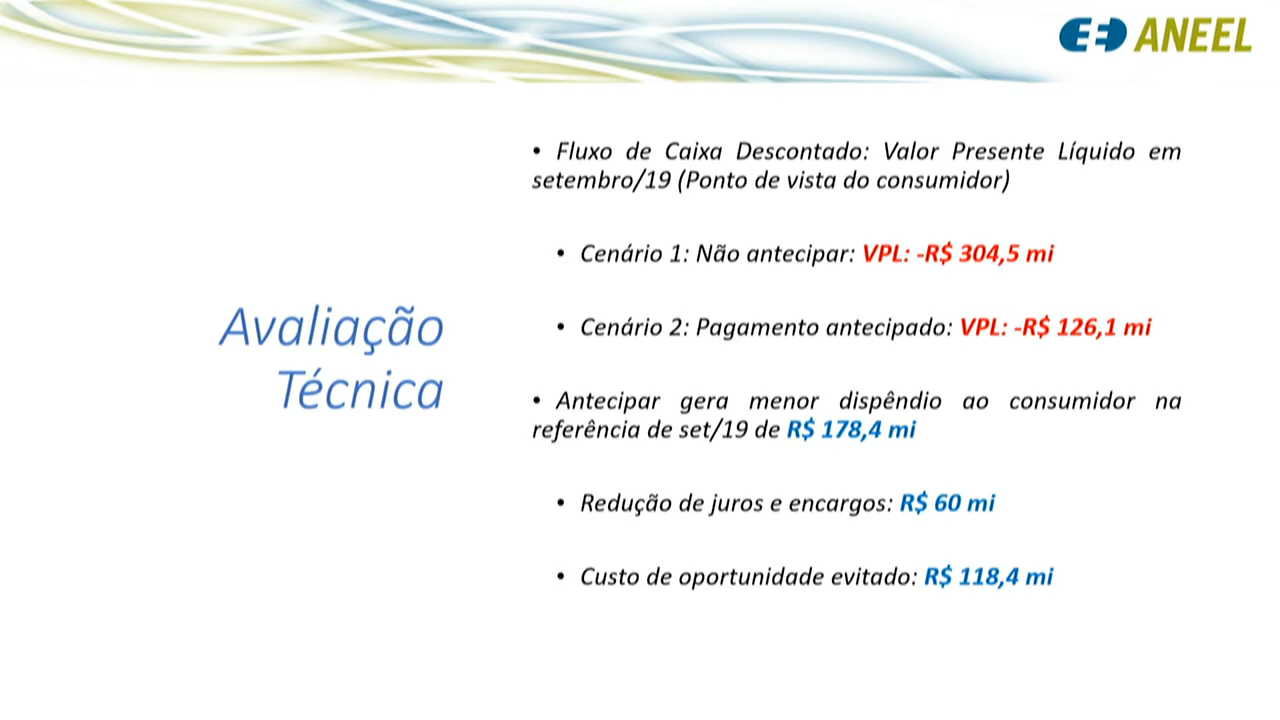 ANEEL
• Fluxo de Caixa Descontado: Valor Presente Líquido em
setembro/19 (Ponto de vista do consumidor)
• Cenário 1: Não antecipar: VPL: -R$ 304,5 mi
• Cenário 2: Pagamento antecipado: VPL: -R$ 126,1 mi
Avaliação
Técnica
• Antecipar gera menor dispêndio ao consumidor na
referência de set/19 de R$ 178,4 mi
• Redução de juros e encargos: R$ 60 mi
• Custo de oportunidade evitado: R$ 118,4 mi